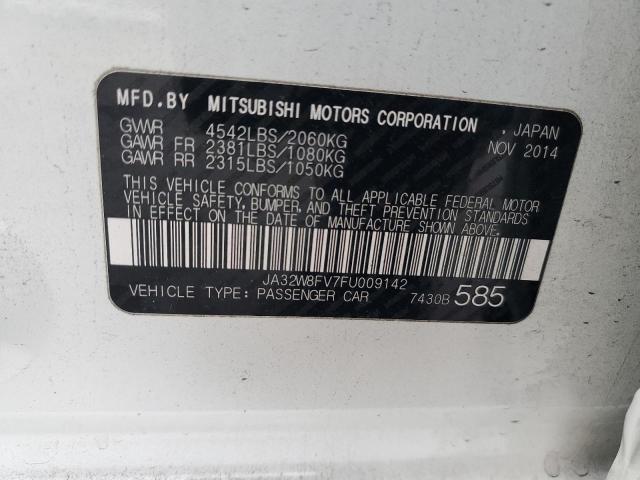 MFD.BY MITSUBISHI MOTORS CORPORATION , JAPAN
GVWR 4542LBS/2060KG NOV 2014
GAWR FR 2381LBS/1080KG
GAWR RR 2315LBS/1050KG
THIS VEHICLE CONFORMS TO ALL APPLICABLE FEDERAL MOTOR
VEHICLE SAFETY, BUMPER, AND THEFT PREVENTION STANDARDS
IN EFFECT ON THE DATE OF MANUFACTURE SHOWN ABOVE.
JA32W8FV7FU009142
VEHICLE TYPE: PASSENGER CAR 7430B 585